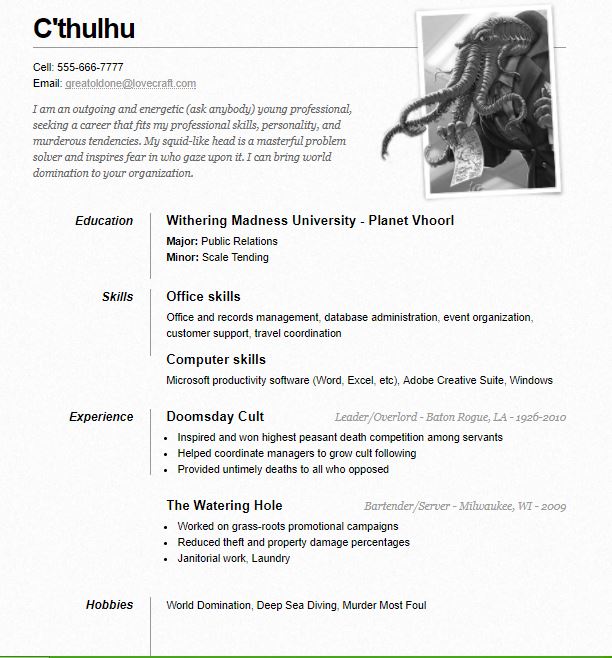 C'thulhu
Cell: 555-666-7777
Email: greatoldone@lovecraft.com
I am an outgoing and energetic (ask anybody) young professional,
seeking a career that fits my professional skills, personality, and
murderous tendencies. My squid-like head is a masterful problem
solver and inspires fear in who gaze upon it. I can bring world
domination to your organization.
Education
Withering Madness University - Planet Vhoorl
Major: Public Relations
Minor: Scale Tending
Skills
Office skills
Office and records management, database administration, event organization,
customer support, travel coordination
Computer skills
Microsoft productivity software (Word, Excel, etc), Adobe Creative Suite, Windows
Experience
Doomsday Cult Leader/Overlord - Baton Rogue, LA - 1926-2010
• Inspired and won highest peasant death competition among servants
• Helped coordinate managers to grow cult following
• Provided untimely deaths to all who opposed
The Watering Hole Bartender/Server - Milwaukee, WI - 2009
• Worked on grass-roots promotional campaigns
• Reduced theft and property damage percentages
• Janitorial work, Laundry
Hobbies
World Domination, Deep Sea Diving, Murder Most Foul